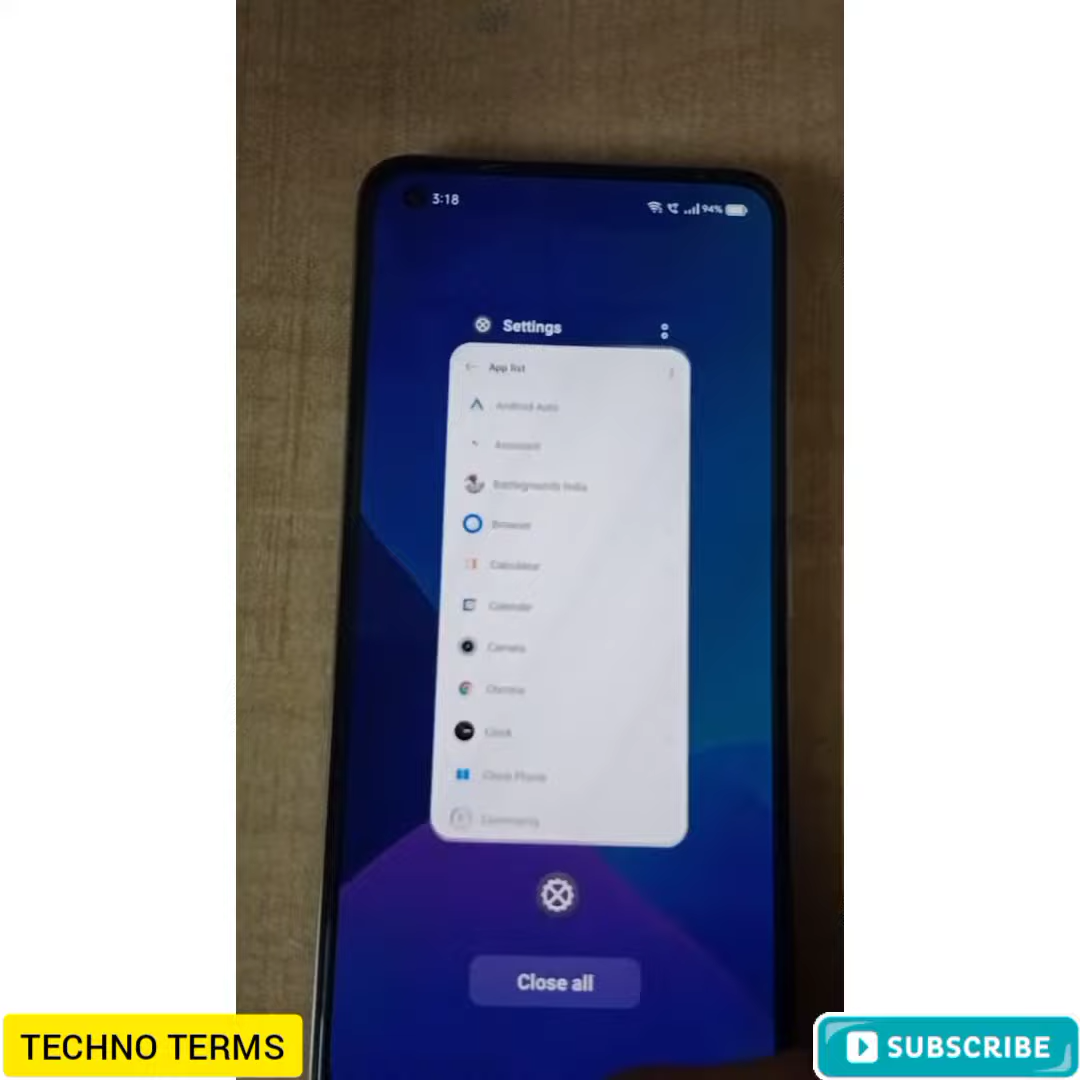 3:18
94%
Settings
App list
Android Auto
Assistant
Battlegrounds India
Browser
Calculator
Calendar
Camera
Chrome
Clock
Clone Phone
Close all
TECHNO TERMS
SUBSCRIBE